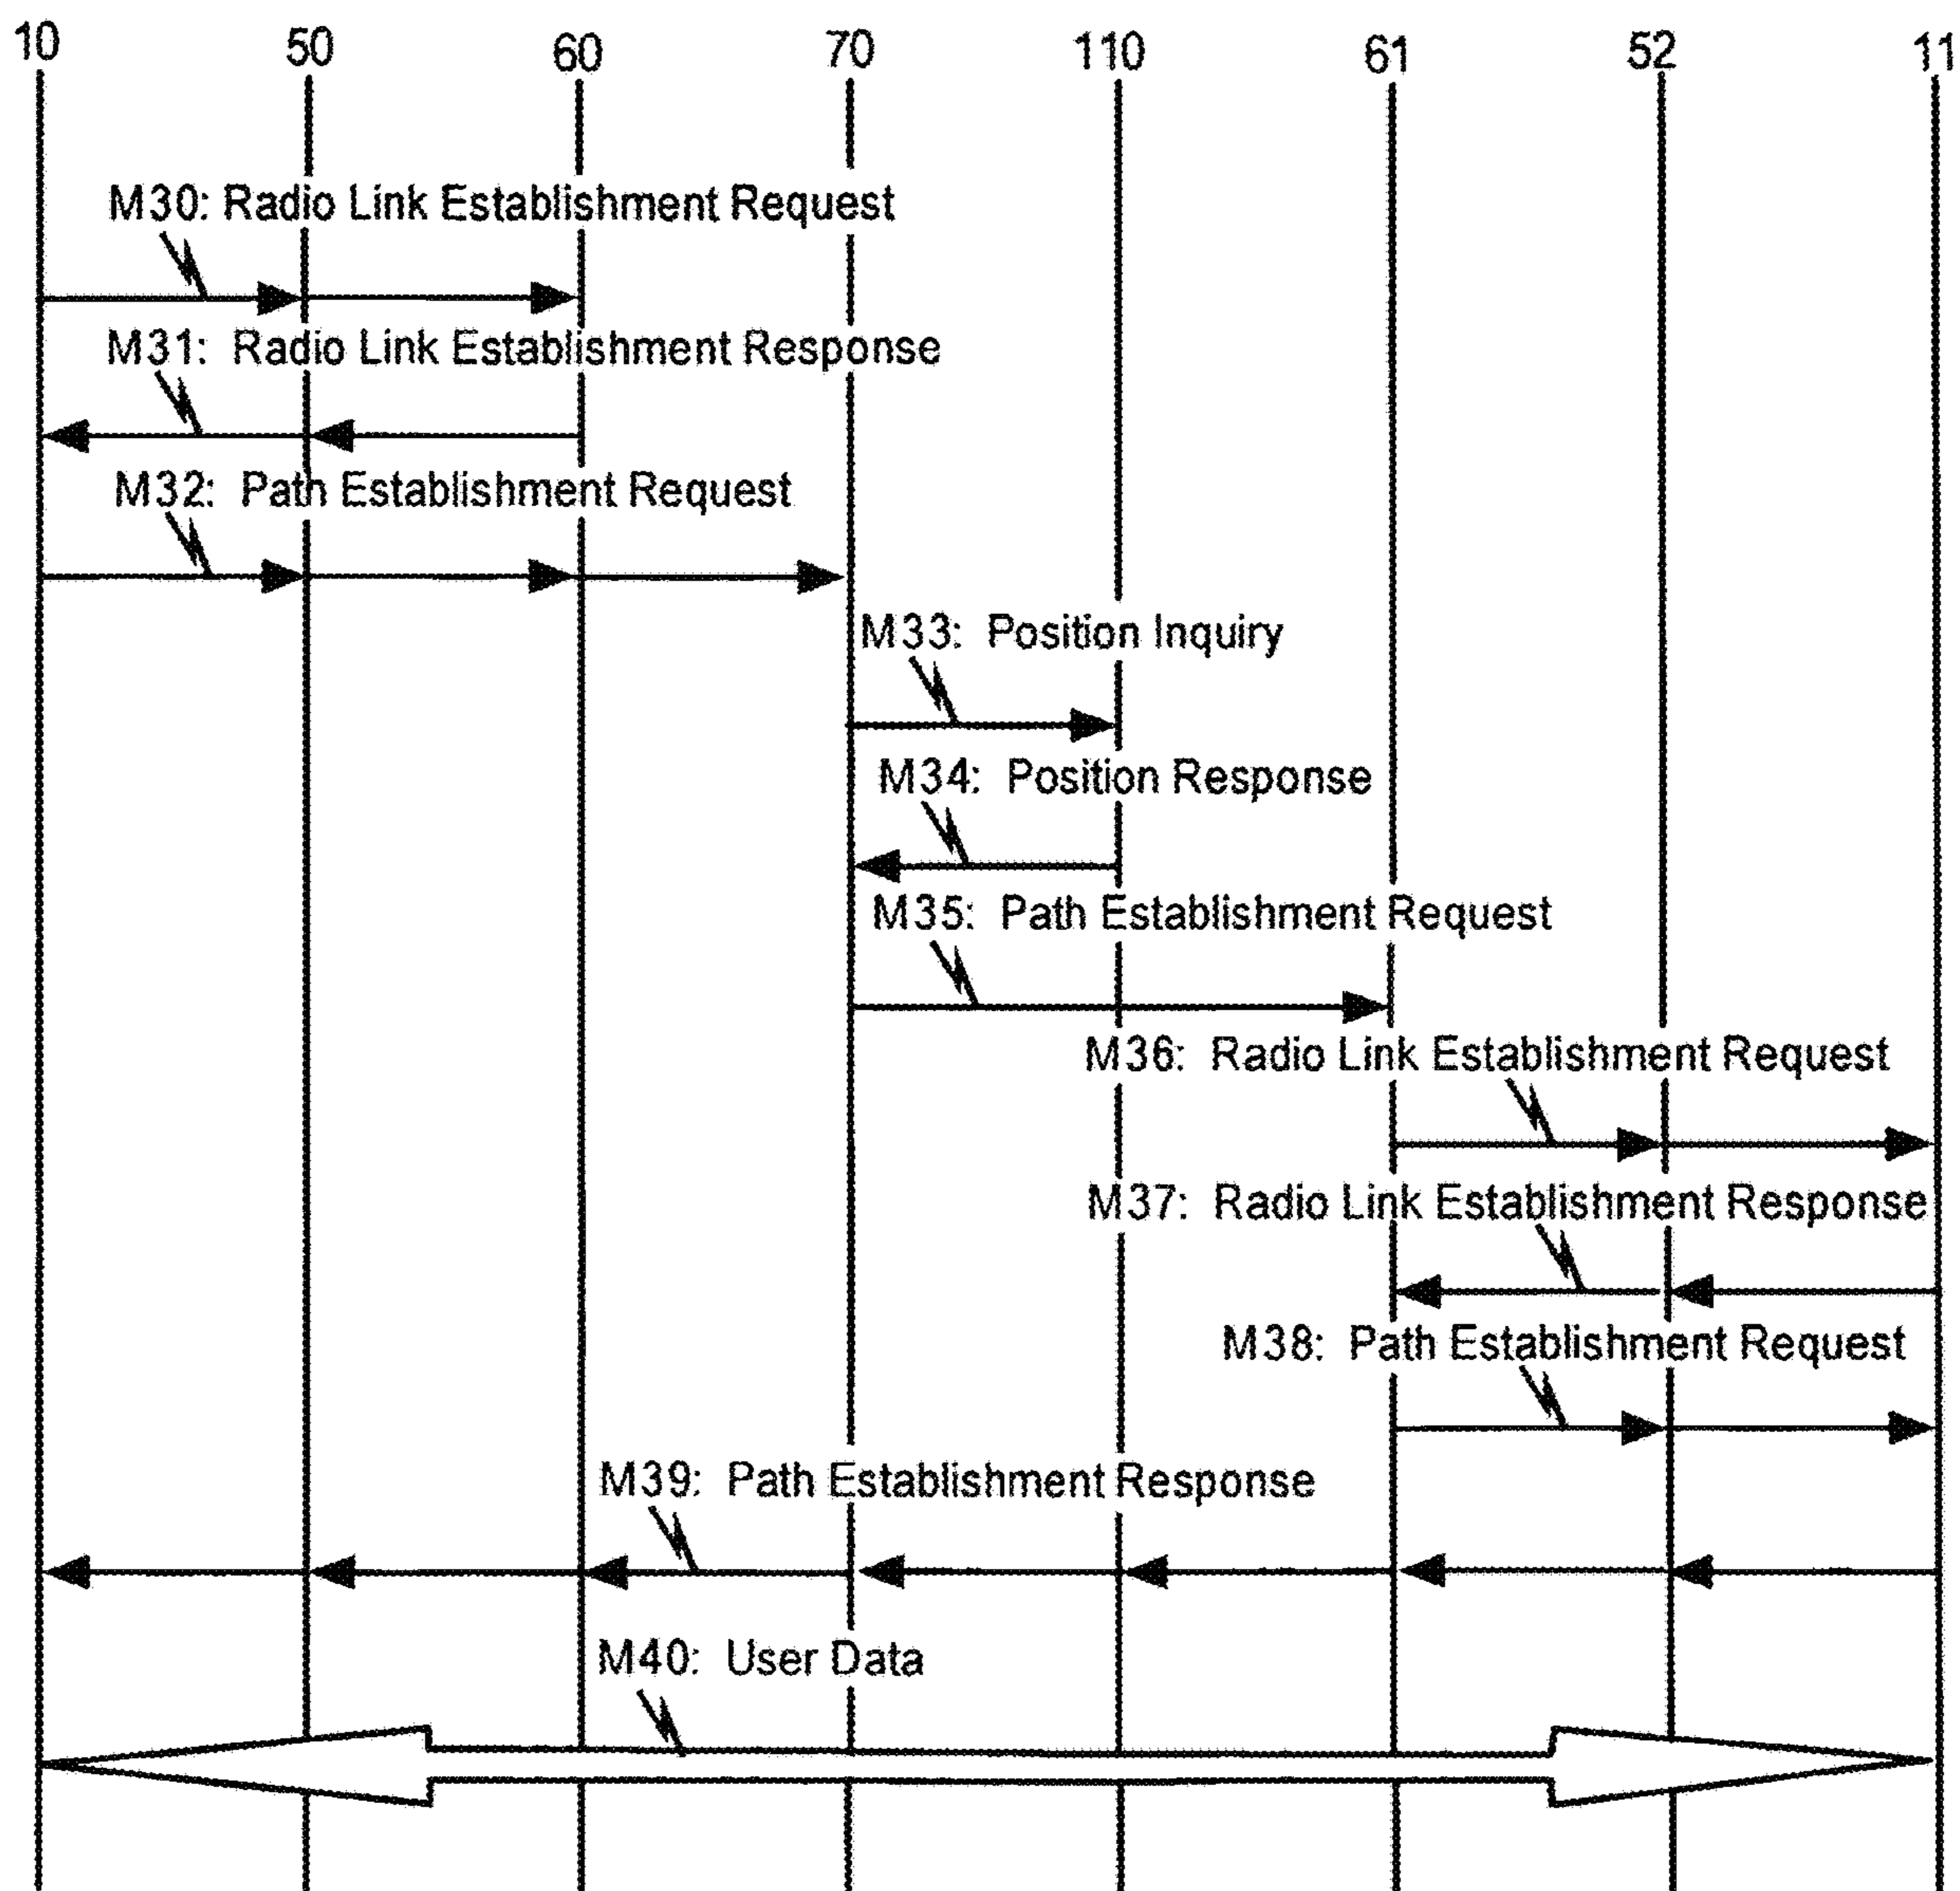 10 50 60 70 110 61 52 11
M30: Radio Link Establishment Request
M31: Radio Link Establishment Response
M32: Path Establishment Request
M33: Position Inquiry
M34: Position Response
M35: Path Establishment Request
M36: Radio Link Establishment Request
M37: Radio Link Establishment Response
M38: Path Establishment Request
M39: Path Establishment Response
M40: User Data